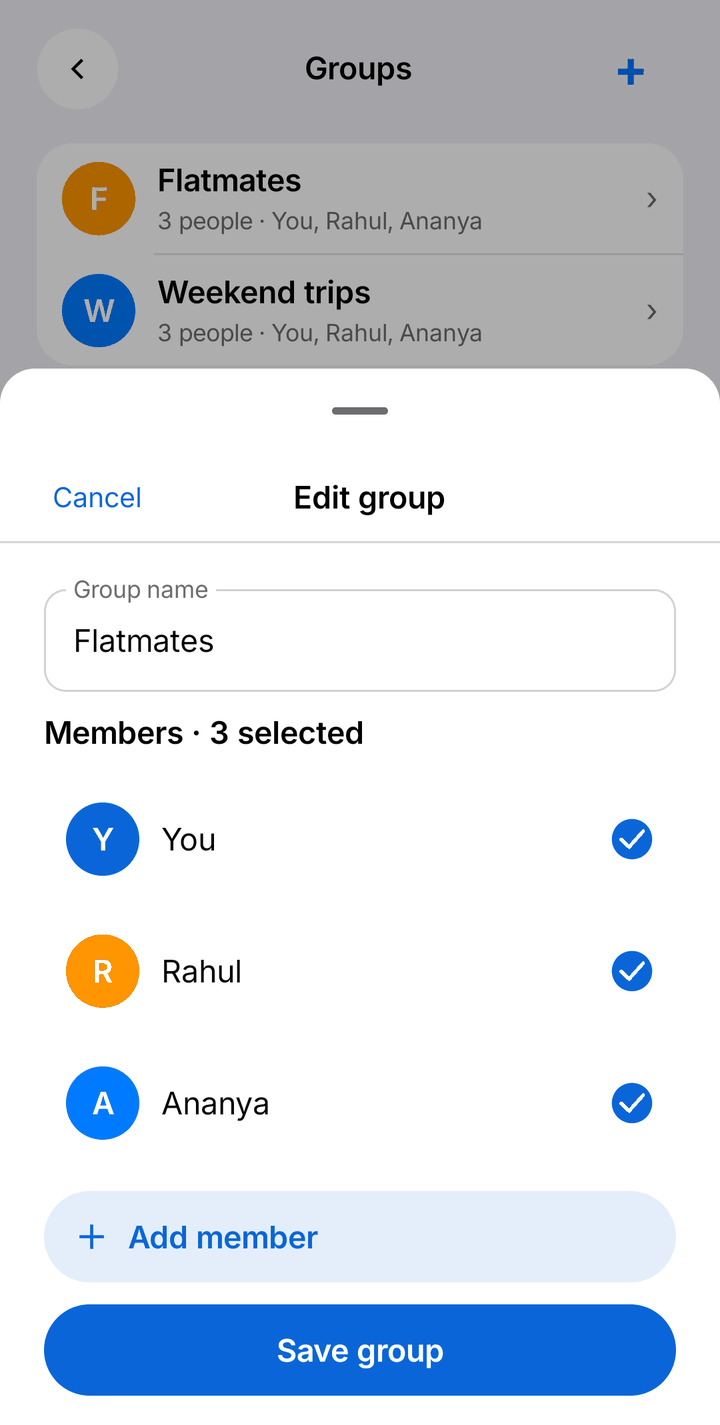 Groups
F
Flatmates
3 people · You, Rahul, Ananya
W
Weekend trips
3 people · You, Rahul, Ananya
Cancel
Edit group
Group name
Flatmates
Members · 3 selected
Y
You
R
Rahul
A
Ananya
+ Add member
Save group